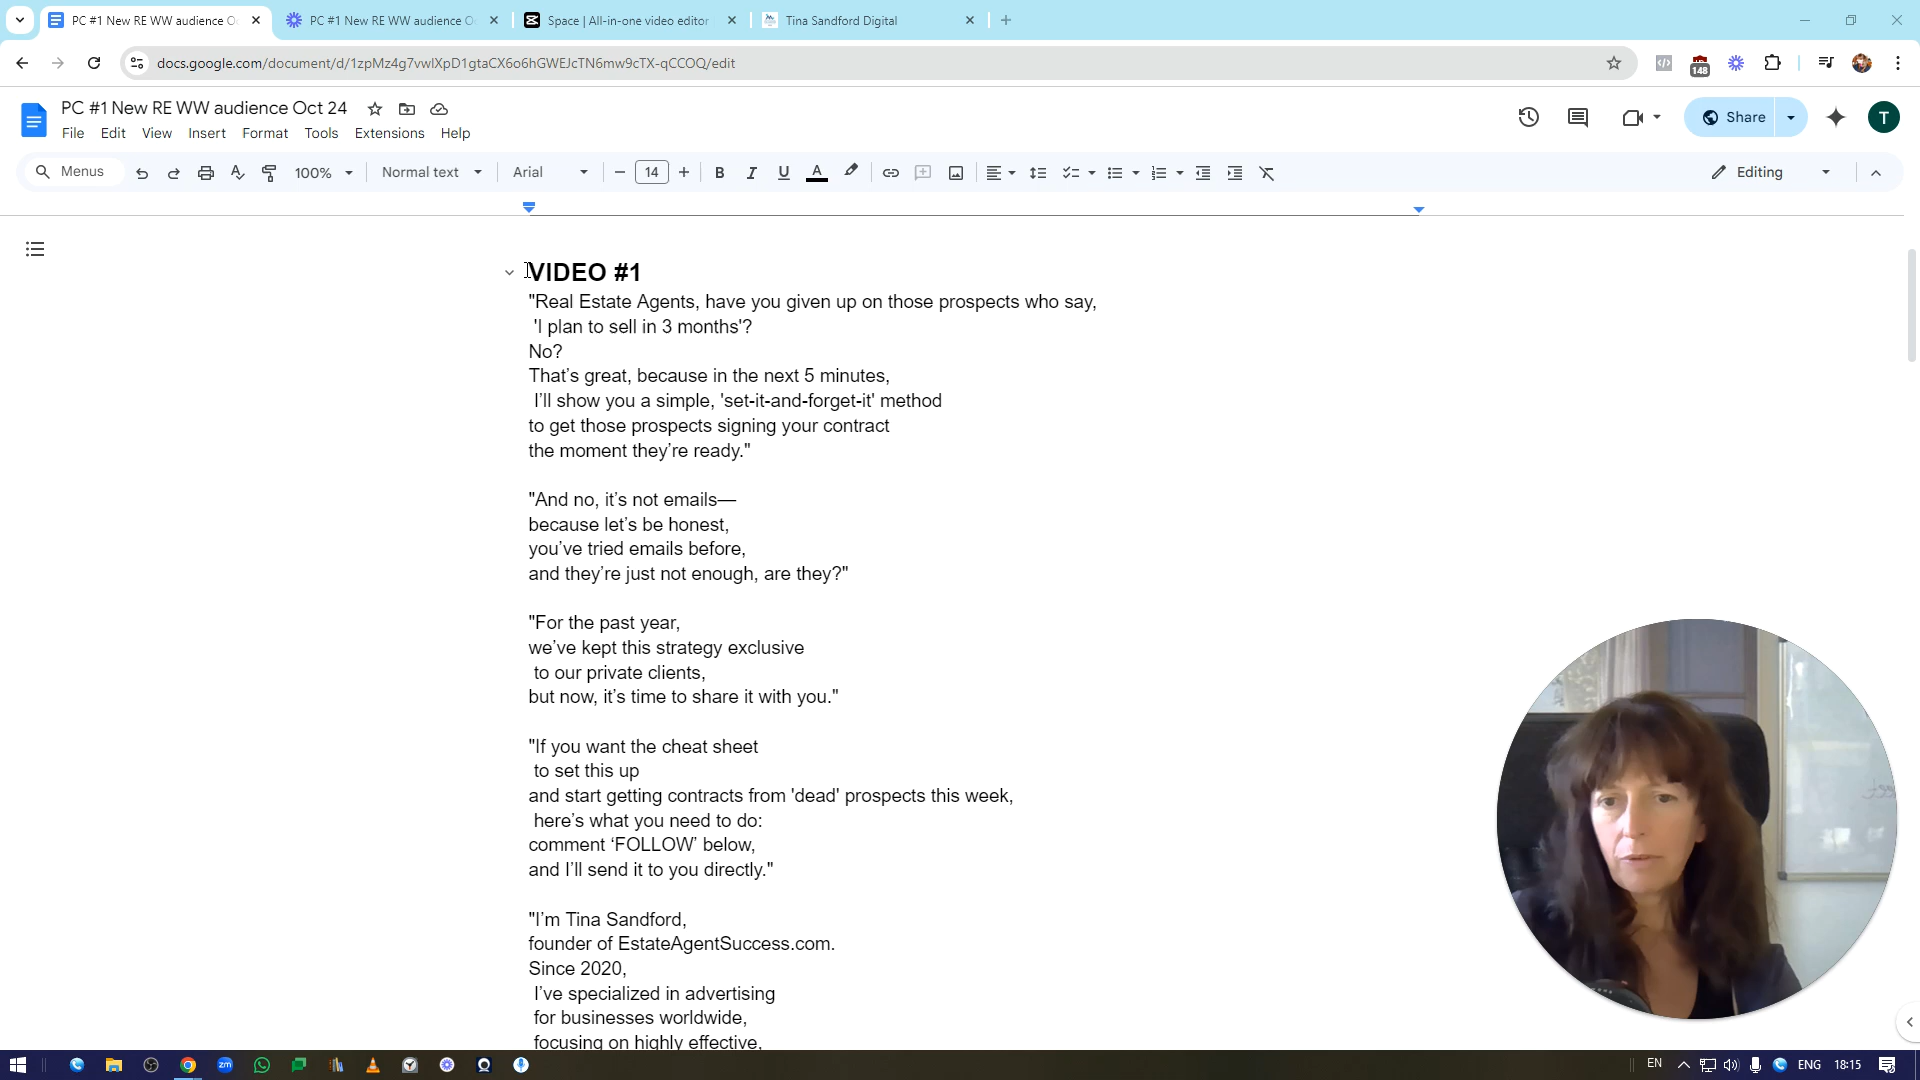 PC #1 New RE WW audience O
PC #1 New RE WW audience O
Space | All-in-one video editor
Tina Sandford Digital
docs.google.com/document/d/1zpMz4g7vwlXpD1gtaCX6o6hGWEJcTN6mw9cTX-qCCOQ/edit
148
PC #1 New RE WW audience Oct 24
File Edit View Insert Format Tools Extensions Help
Share
T
Menus
100%
Normal text
Arial
14
B I U A
Editing
VIDEO #1
"Real Estate Agents, have you given up on those prospects who say,
'I plan to sell in 3 months'?
No?
That's great, because in the next 5 minutes,
I'll show you a simple, 'set-it-and-forget-it' method
to get those prospects signing your contract
the moment they're ready."
"And no, it's not emails—
because let's be honest,
you've tried emails before,
and they're just not enough, are they?"
"For the past year,
we've kept this strategy exclusive
to our private clients,
but now, it's time to share it with you."
"If you want the cheat sheet
to set this up
and start getting contracts from 'dead' prospects this week,
here's what you need to do:
comment ‘FOLLOW’ below,
and I'll send it to you directly."
"I'm Tina Sandford,
founder of EstateAgentSuccess.com.
Since 2020,
I've specialized in advertising
for businesses worldwide,
focusing on highly effective,
zm
EN
ENG
18:15